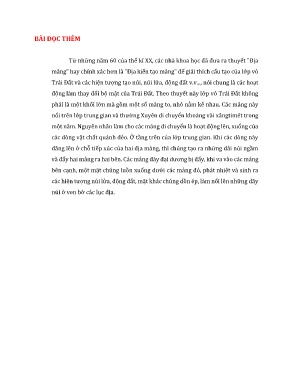 BÀI ĐỌC THÊM
Từ những năm 60 của thế kỉ XX, các nhà khoa học đã đưa ra thuyết "Địa
mảng" hay chính xác hơn là "Địa kiến tạo mảng" để giải thích cấu tạo của lớp vỏ
Trái Đất và các hiện tượng tạo núi, núi lửa, động đất v.v..., nói chung là các hoạt
động làm thay đổi bộ mặt của Trái Đất. Theo thuyết này lớp vỏ Trái Đất không
phải là một khối lớn mà gồm một số mảng to, nhỏ nằm kề nhau. Các mảng này
nổi trên lớp trung gian và thường Xuyên di chuyển khoảng vài xăngtimét trong
một năm. Nguyên nhân làm cho các mảng di chuyển là hoạt động lên, xuống của
các dòng vật chất quánh dẻo. Ở tầng trên của lớp trung gian. Khi các dòng này
dâng lên ở chỗ tiếp xúc của hai địa mảng, thì chúng tạo ra những dải núi ngầm
và đẩy hai mảng ra hai bên. Các mảng đáy đại dương bị đẩy, khi va vào các mảng
bên cạnh, một mặt chúng luồn xuống dưới các mảng đó, phát nhiệt và sinh ra
các hiện tượng núi lửa, động đất, mặt khác chúng dồn ép, làm nổi lên những dãy
núi ở ven bờ các lục địa.